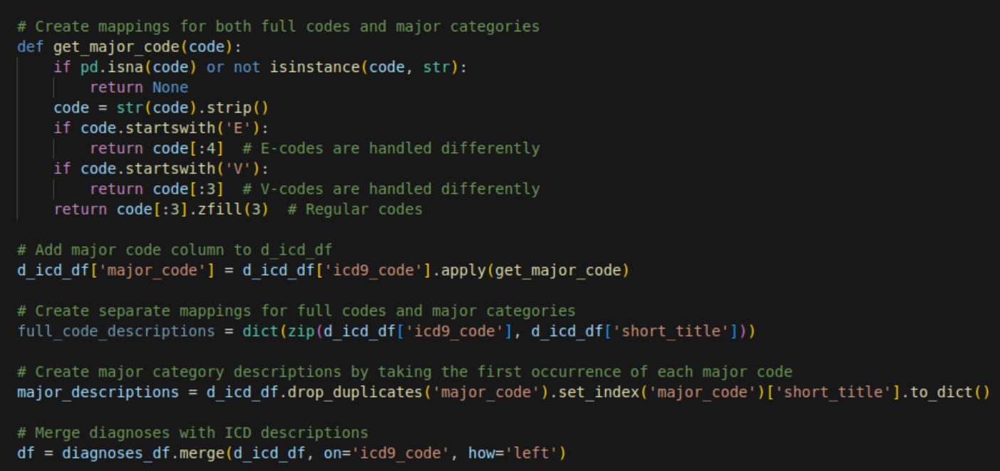 # Create mappings for both full codes and major categories
def get_major_code(code):
    if pd.isna(code) or not isinstance(code, str):
        return None
    code = str(code).strip()
    if code.startswith('E'):
        return code[:4]  # E-codes are handled differently
    if code.startswith('V'):
        return code[:3]  # V-codes are handled differently
    return code[:3].zfill(3)  # Regular codes

# Add major code column to d_icd_df
d_icd_df['major_code'] = d_icd_df['icd9_code'].apply(get_major_code)

# Create separate mappings for full codes and major categories
full_code_descriptions = dict(zip(d_icd_df['icd9_code'], d_icd_df['short_title']))

# Create major category descriptions by taking the first occurrence of each major code
major_descriptions = d_icd_df.drop_duplicates('major_code').set_index('major_code')['short_title'].to_dict()

# Merge diagnoses with ICD descriptions
df = diagnoses_df.merge(d_icd_df, on='icd9_code', how='left')